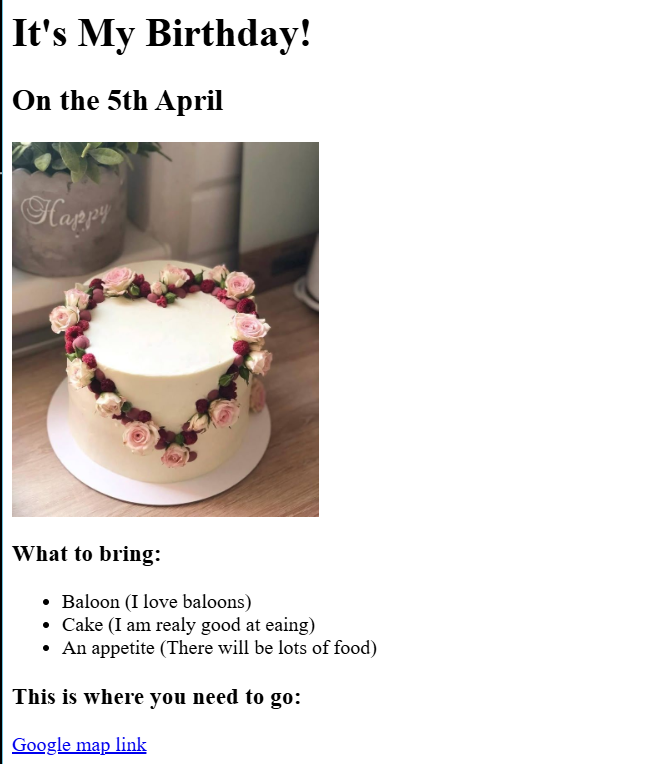 It's My Birthday!
On the 5th April
Happy
What to bring:
Baloon (I love baloons)
Cake (I am realy good at eaing)
An appetite (There will be lots of food)
This is where you need to go:
Google map link